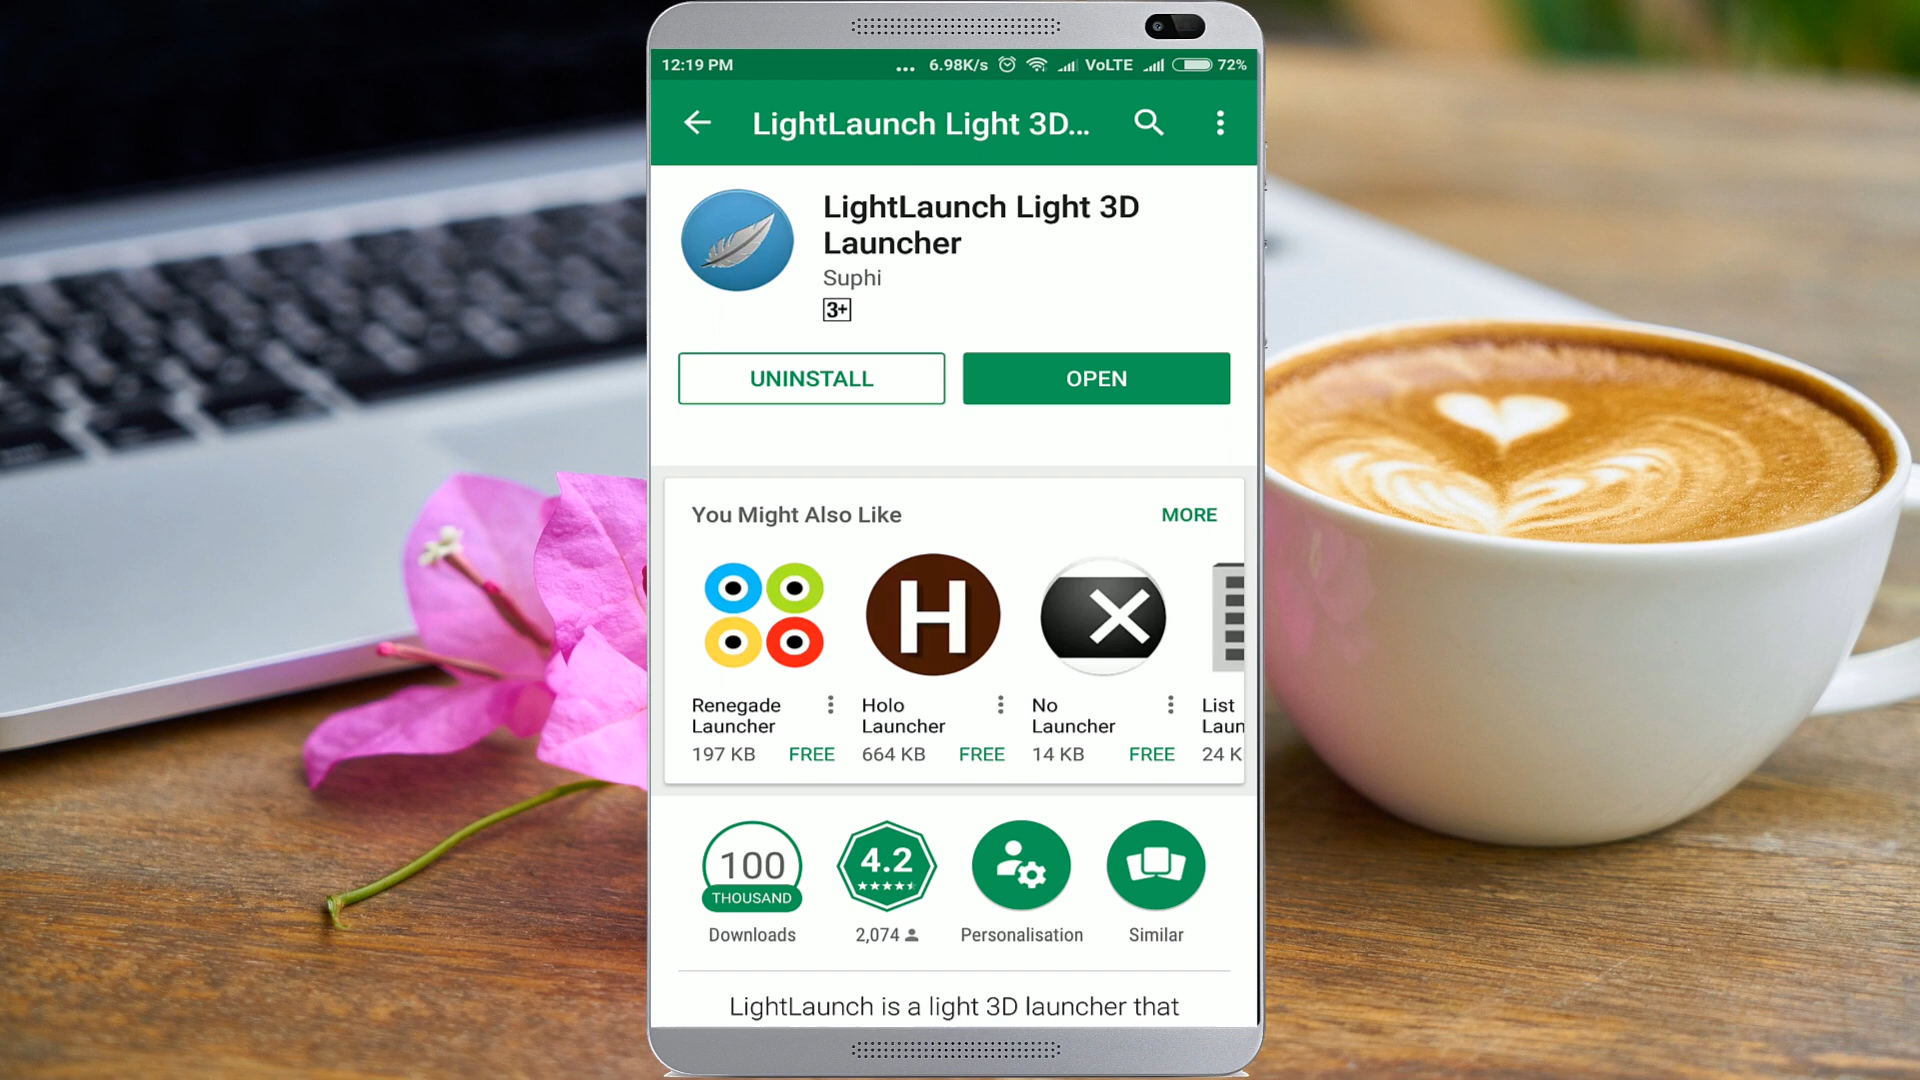 12:19 PM ... 6.98K/s VoLTE 72%
LightLaunch Light 3D...
LightLaunch Light 3D
Launcher
Suphi
3+
UNINSTALL OPEN
You Might Also Like MORE
H
Renegade Launcher
197 KB FREE
Holo Launcher
664 KB FREE
No Launcher
14 KB FREE
List
Laun
24 K
100 THOUSAND
Downloads
4.2
2,074
Personalisation
Similar
LightLaunch is a light 3D launcher that